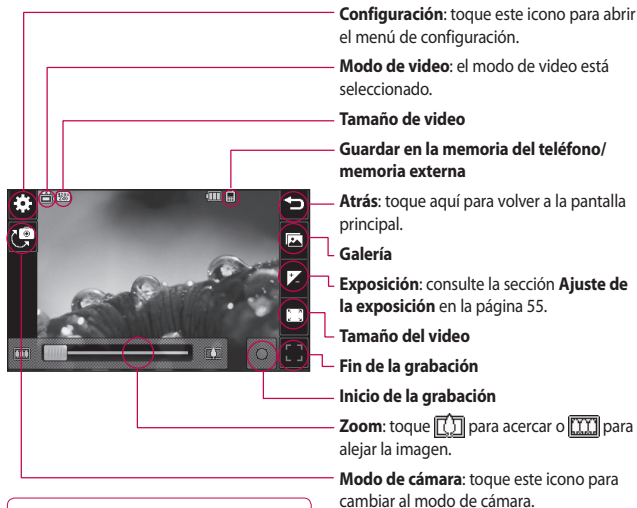 Configuración: toque este icono para abrir
el menú de configuración.
Modo de video: el modo de video está
seleccionado.
Tamaño de video
Guardar en la memoria del teléfono/
memoria externa
Atrás: toque aquí para volver a la pantalla
principal.
Galería
Exposición: consulte la sección Ajuste de
la exposición en la página 55.
Tamaño del video
Fin de la grabación
Inicio de la grabación
Zoom: toque para acercar o para
alejar la imagen.
Modo de cámara: toque este icono para
cambiar al modo de cámara.